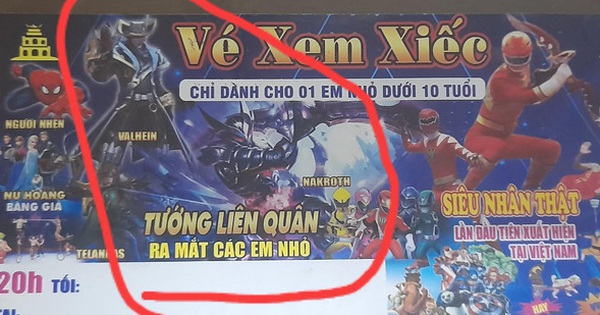 Vé Xem Xiếc
CHỈ DÀNH CHO 01 EM NHỎ DƯỚI 10 TUỔI
NGƯỜI NHỆN
VALHEIN
NAKROTH
NỮ HOÀNG
BĂNG GIÁ
TELANNAS
TƯỚNG LIÊN QUÂN
RA MẮT CÁC EM NHỎ
SIÊU NHÂN THẬT
LẦN ĐẦU TIÊN XUẤT HIỆN
TẠI VIỆT NAM
20h TỐI:
HAY